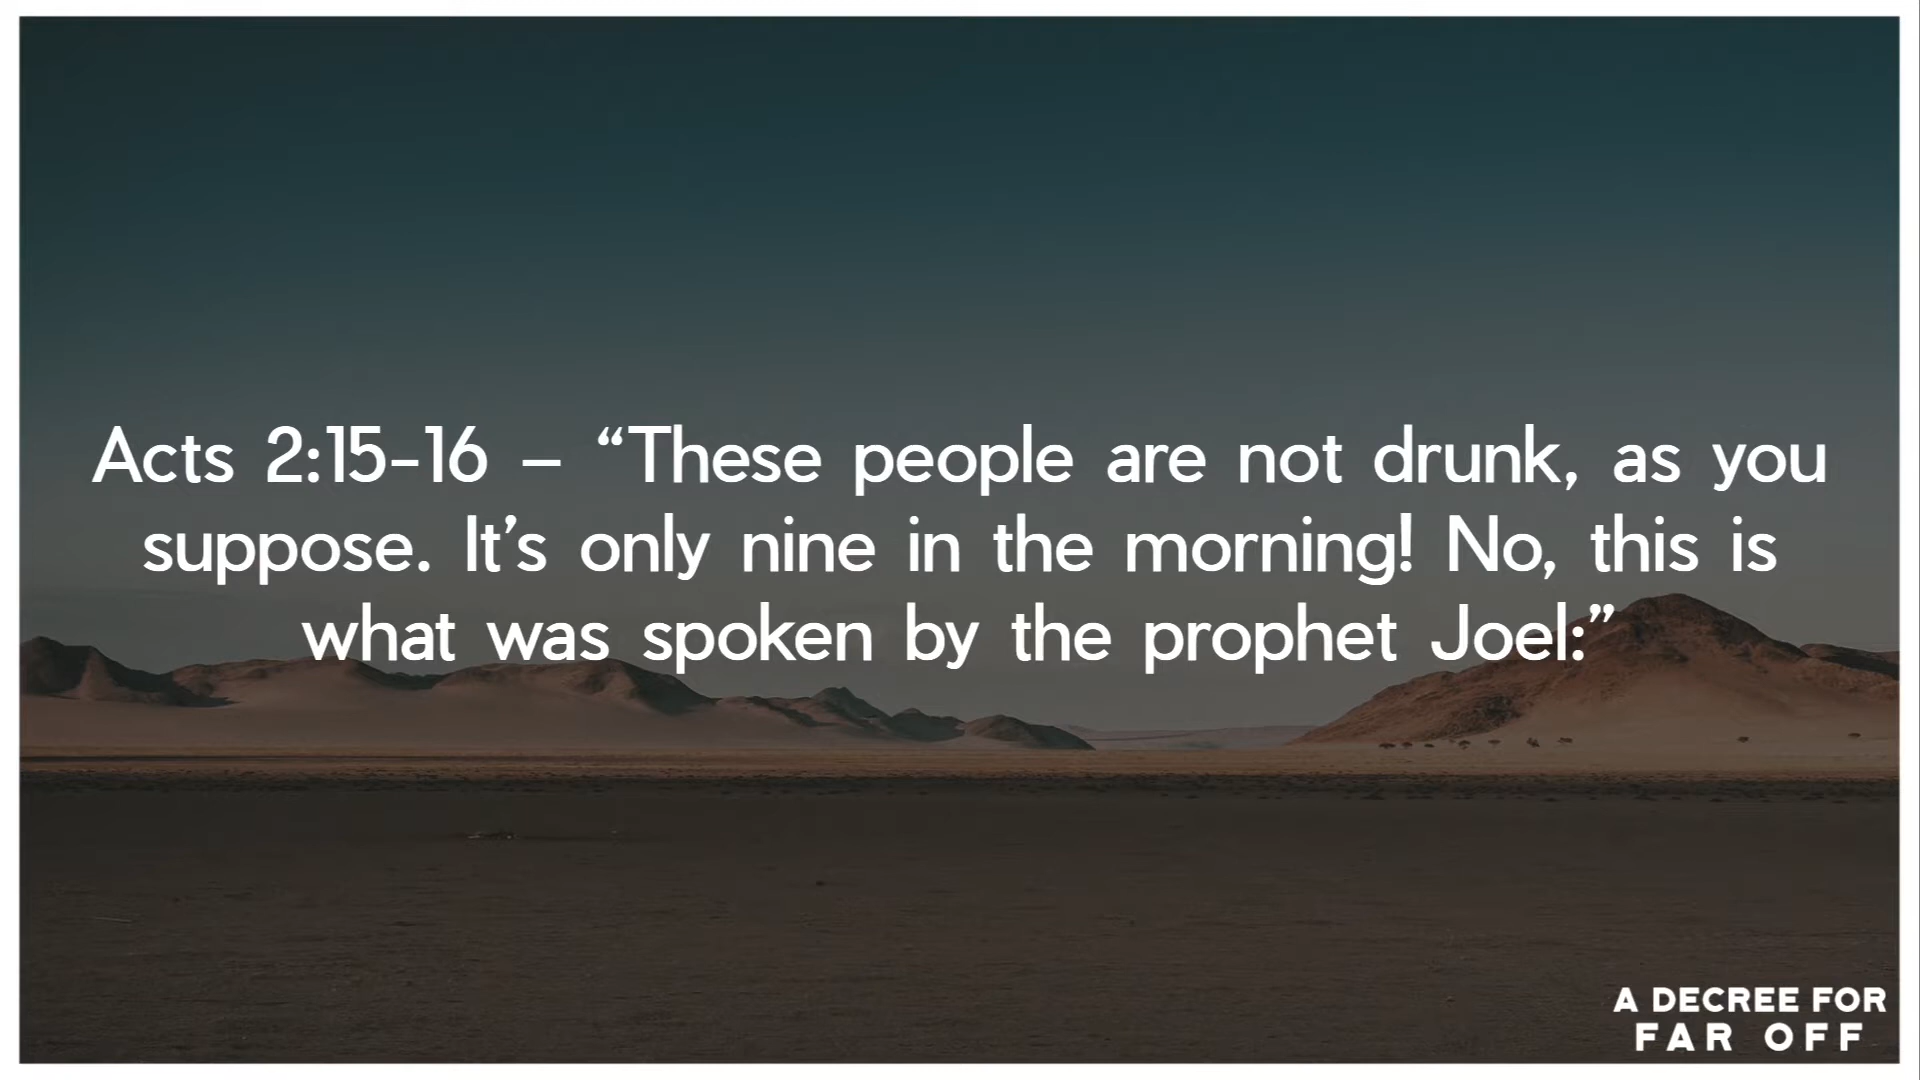 Acts 2:15-16 – “These people are not drunk, as you
suppose. It’s only nine in the morning! No, this is
what was spoken by the prophet Joel:”
A DECREE FOR
FAR OFF